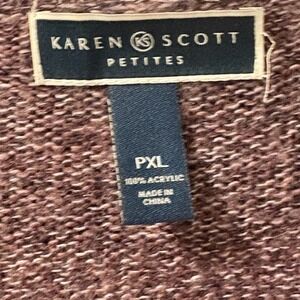 KAREN KS SCOTT
PETITES
PXL
100% ACRYLIC
MADE IN
CHINA